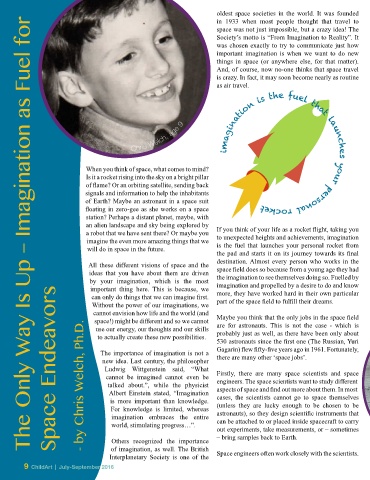 The Only Way Is Up – Imagination as Fuel for
Space Endeavors
- by Chris Welch, Ph.D.
age 9
When you think of space, what comes to mind?
Is it a rocket rising into the sky on a bright pillar
of flame? Or an orbiting satellite, sending back
signals and information to help the inhabitants
of Earth? Maybe an astronaut in a space suit
floating in zero-gee as she works on a space
station? Perhaps a distant planet, maybe, with
an alien landscape and sky being explored by
a robot that we have sent there? Or maybe you
imagine the even more amazing things that we
will do in space in the future.
All these different visions of space and the
ideas that you have about them are driven
by your imagination, which is the most
important thing here. This is because, we
can only do things that we can imagine first.
Without the power of our imaginations, we
cannot envision how life and the world (and
space!) might be different and so we cannot
use our energy, our thoughts and our skills
to actually create these new possibilities.
The importance of imagination is not a
new idea. Last century, the philosopher
Ludwig Wittgenstein said, “What
cannot be imagined cannot even be
talked about.”, while the physicist
Albert Einstein stated, “Imagination
is more important than knowledge.
For knowledge is limited, whereas
imagination embraces the entire
world, stimulating progress…”.
Others recognized the importance
of imagination, as well. The British
Interplanetary Society is one of the
oldest space societies in the world. It was founded
in 1933 when most people thought that travel to
space was not just impossible, but a crazy idea! The
Society's motto is “From Imagination to Reality”. It
was chosen exactly to try to communicate just how
important imagination is when we want to do new
things in space (or anywhere else, for that matter).
And, of course, now no-one thinks that space travel
is crazy. In fact, it may soon become nearly as routine
as air travel.
imagination is the fuel that launches your personal rocket
If you think of your life as a rocket flight, taking you
to unexpected heights and achievements, imagination
is the fuel that launches your personal rocket from
the pad and starts it on its journey towards its final
destination. Almost every person who works in the
space field does so because from a young age they had
the imagination to see themselves doing so. Fuelled by
imagination and propelled by a desire to do and know
more, they have worked hard in their own particular
part of the space field to fulfill their dreams.
Maybe you think that the only jobs in the space field
are for astronauts. This is not the case - which is
probably just as well, as there have been only about
530 astronauts since the first one (The Russian, Yuri
Gagarin) flew fifty-five years ago in 1961. Fortunately,
there are many other ‘space jobs’.
Firstly, there are many space scientists and space
engineers. The space scientists want to study different
aspects of space and find out more about them. In most
cases, the scientists cannot go to space themselves
(unless they are lucky enough to be chosen to be
astronauts), so they design scientific instruments that
can be attached to or placed inside spacecraft to carry
out experiments, take measurements, or – sometimes
– bring samples back to Earth.
Space engineers often work closely with the scientists.
9 ChildArt | July-September 2016